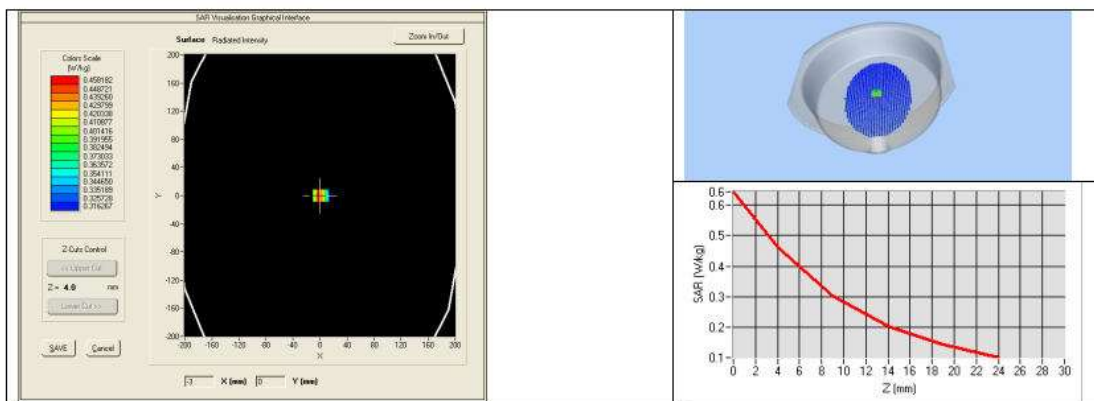 SAR Visualisation Graphical Interface
Surface Radiated Intensity
Zoom In/Out
Colors Scale
(W/kg)
0.458182
0.448721
0.439260
0.429799
0.420338
0.410877
0.401416
0.391955
0.382494
0.373033
0.363572
0.354111
0.344650
0.335189
0.325728
0.316267
200
160
120
80
40
0
-40
-80
-120
-160
-200
Y
-200 -160 -120 -80 -40 0 40 80 120 160 200
X
Z-Cuts Control
<< Upper Cut
Z = 4.0 mm
Lower Cut >>
SAVE Cancel
-3 X (mm) 0 Y (mm)
0.6
0.6
0.5
0.4
0.3
0.2
0.1
SAR (W/kg)
0 2 4 6 8 10 12 14 16 18 20 22 24 26 28 30
Z (mm)